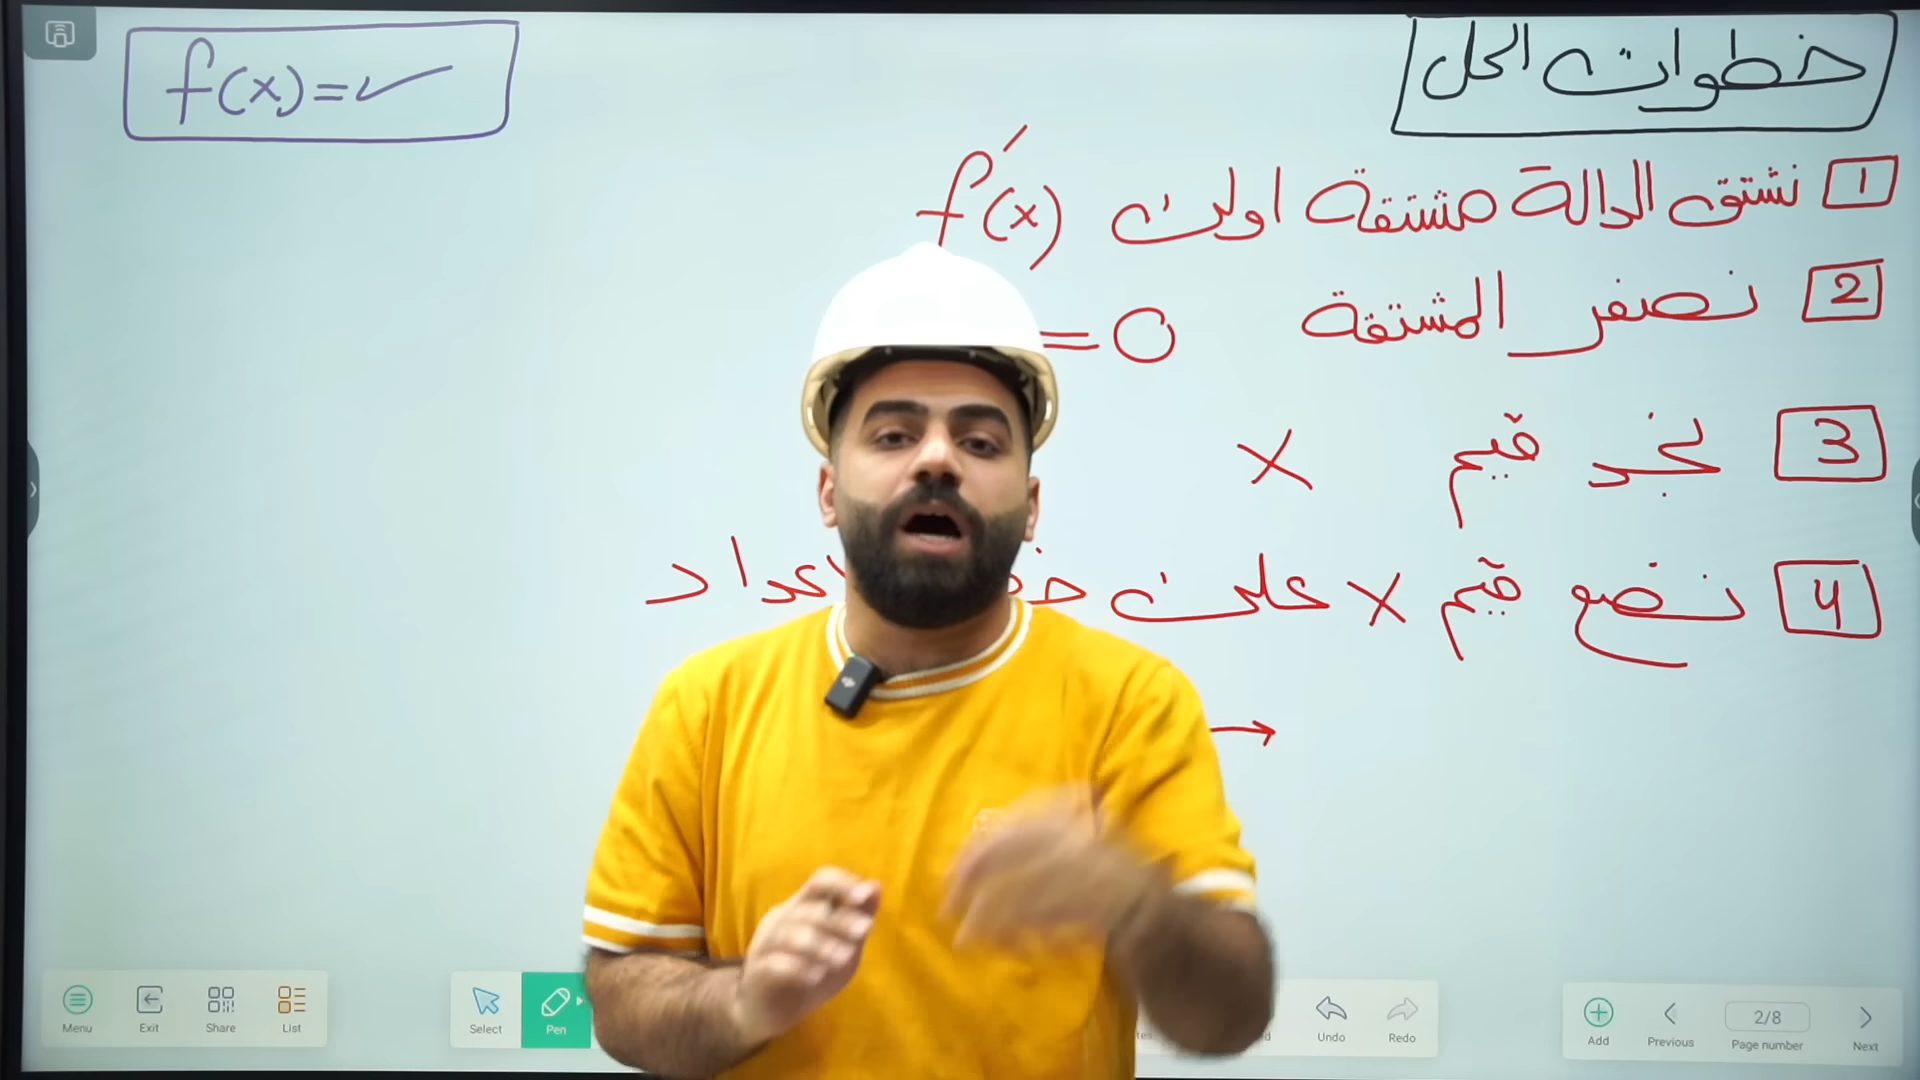 خطوات الحل
f(x)=✓
1 نشتق الدالة مشتقة اولى f′(x)
2 نصفر المشتقة =0
3 نجد قيم x
4 نضع قيم x على اعداد
→
Menu Exit Share List Select Pen Undo Redo Add Previous 2/8 Next
Page number